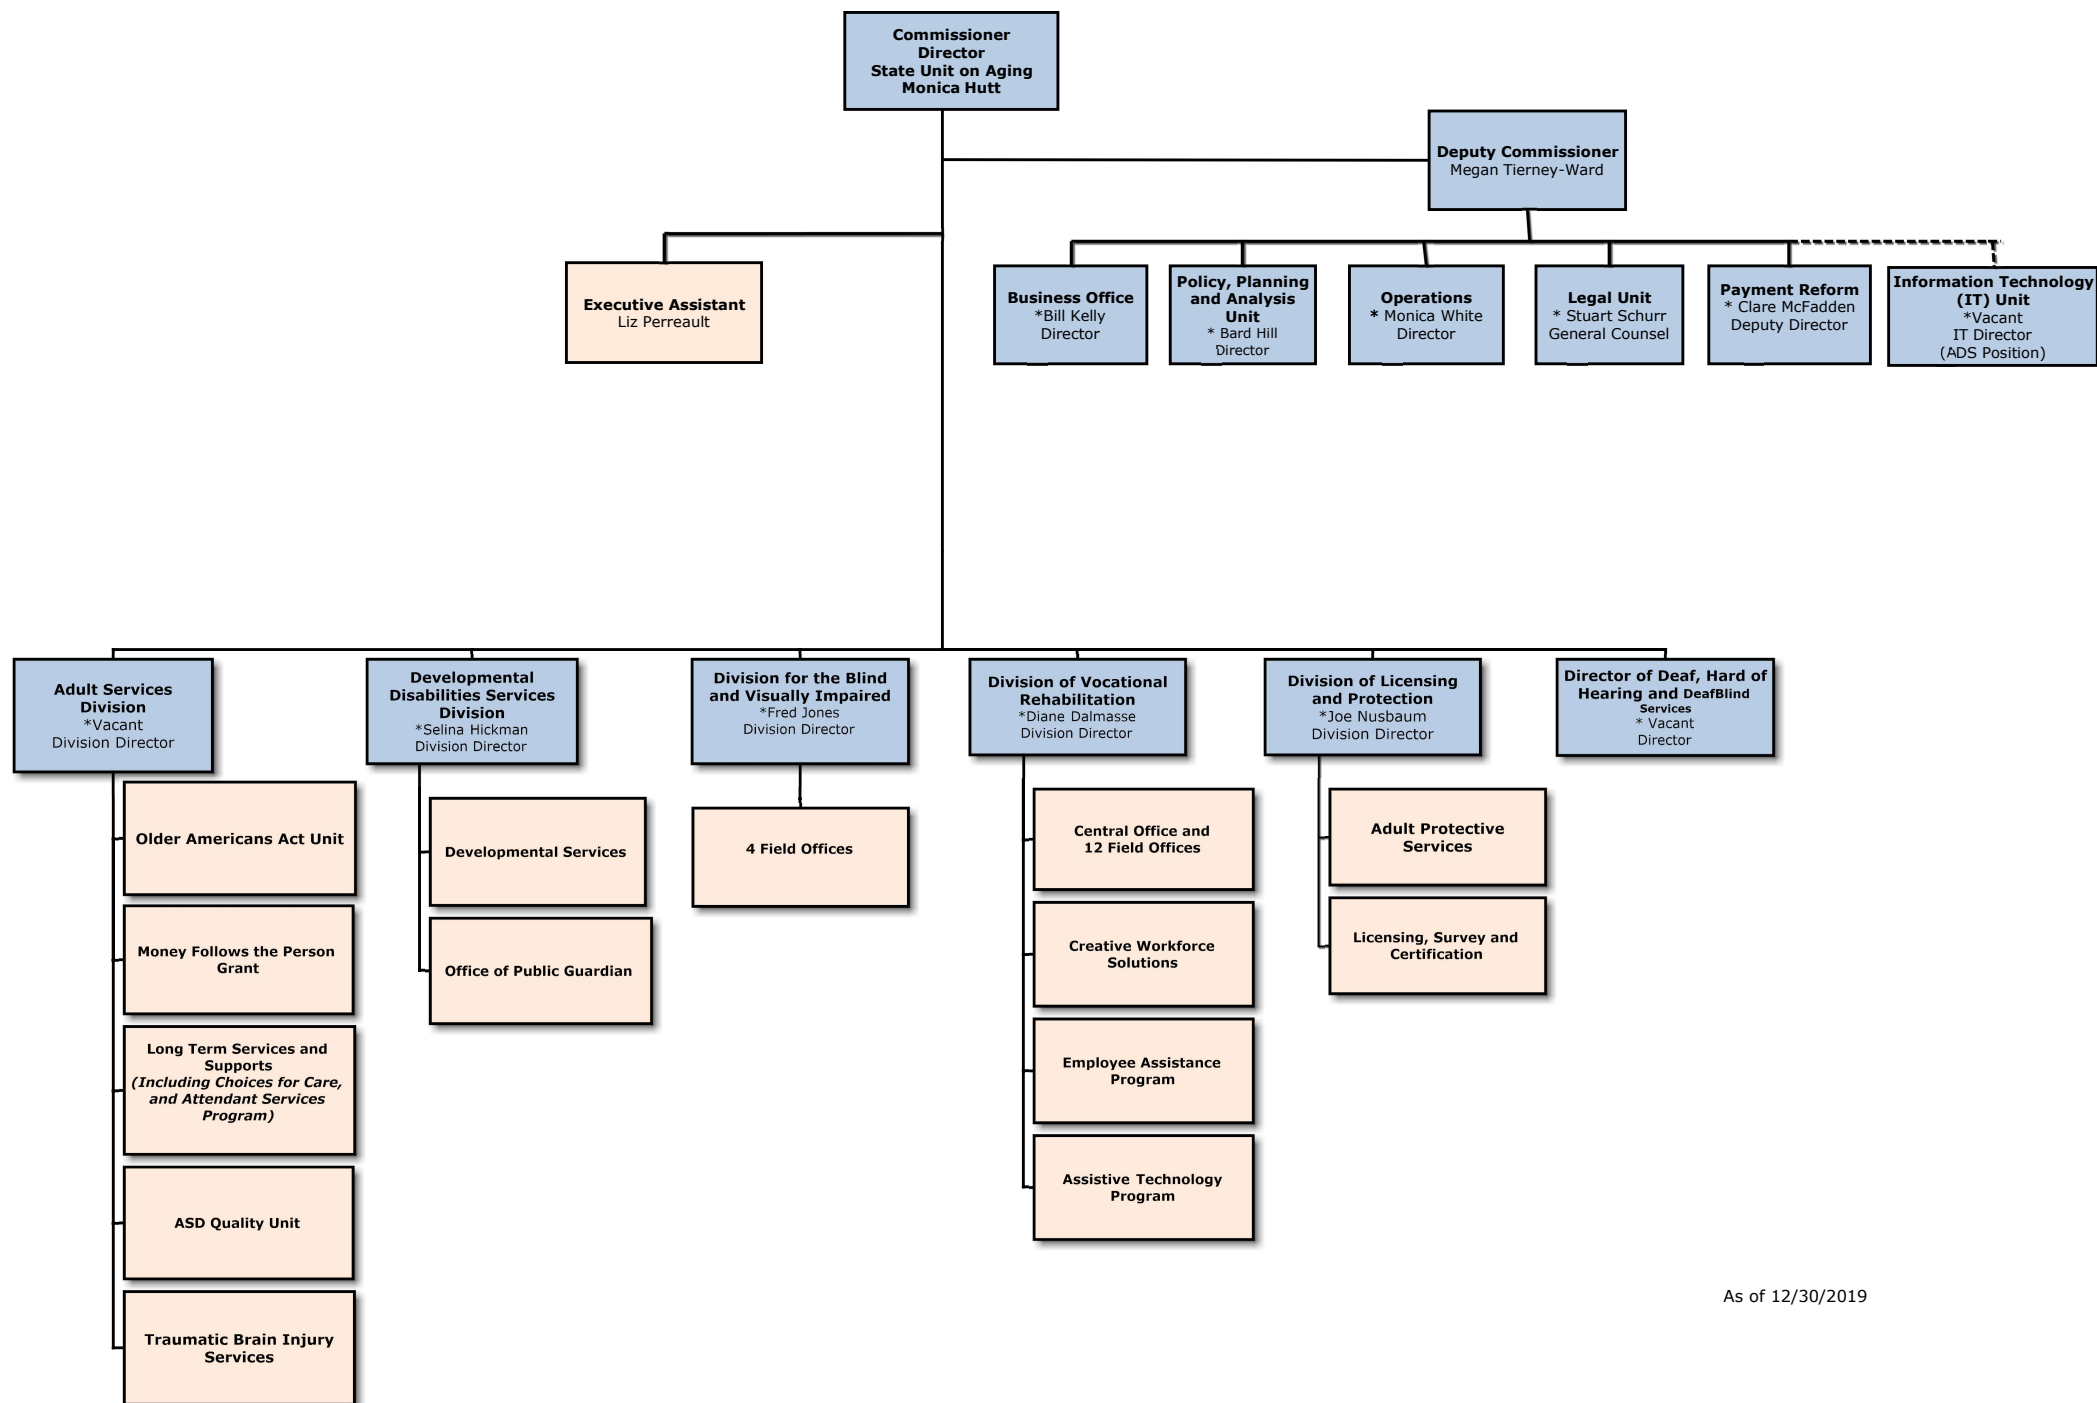 Commissioner
Director
State Unit on Aging
Monica Hutt
Deputy Commissioner
Megan Tierney-Ward
Executive Assistant
Liz Perreault
Business Office
*Bill Kelly
Director
Policy, Planning
and Analysis
Unit
* Bard Hill
Director
Operations
* Monica White
Director
Legal Unit
* Stuart Schurr
General Counsel
Payment Reform
* Clare McFadden
Deputy Director
Information Technology
(IT) Unit
*Vacant
IT Director
(ADS Position)
Adult Services
Division
*Vacant
Division Director
Developmental
Disabilities Services
Division
*Selina Hickman
Division Director
Division for the Blind
and Visually Impaired
*Fred Jones
Division Director
Division of Vocational
Rehabilitation
*Diane Dalmasse
Division Director
Division of Licensing
and Protection
*Joe Nusbaum
Division Director
Director of Deaf, Hard of
Hearing and DeafBlind
Services
* Vacant
Director
Older Americans Act Unit
Money Follows the Person
Grant
Long Term Services and
Supports
(Including Choices for Care,
and Attendant Services
Program)
ASD Quality Unit
Traumatic Brain Injury
Services
Developmental Services
Office of Public Guardian
4 Field Offices
Central Office and
12 Field Offices
Creative Workforce
Solutions
Employee Assistance
Program
Assistive Technology
Program
Adult Protective
Services
Licensing, Survey and
Certification
As of 12/30/2019